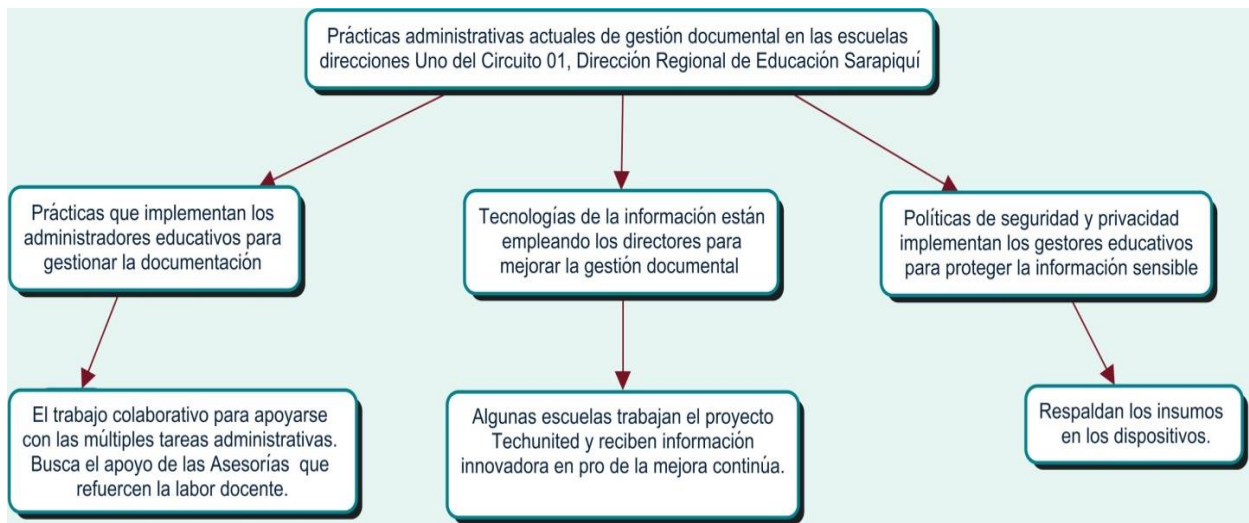 Prácticas administrativas actuales de gestión documental en las escuelas
direcciones Uno del Circuito 01, Dirección Regional de Educación Sarapiquí
Prácticas que implementan los
administradores educativos para
gestionar la documentación
Tecnologías de la información están
empleando los directores para
mejorar la gestión documental
Políticas de seguridad y privacidad
implementan los gestores educativos
para proteger la información sensible
El trabajo colaborativo para apoyarse
con las múltiples tareas administrativas.
Busca el apoyo de las Asesorías que
refuercen la labor docente.
Algunas escuelas trabajan el proyecto
Techunited y reciben información
innovadora en pro de la mejora continúa.
Respaldan los insumos
en los dispositivos.